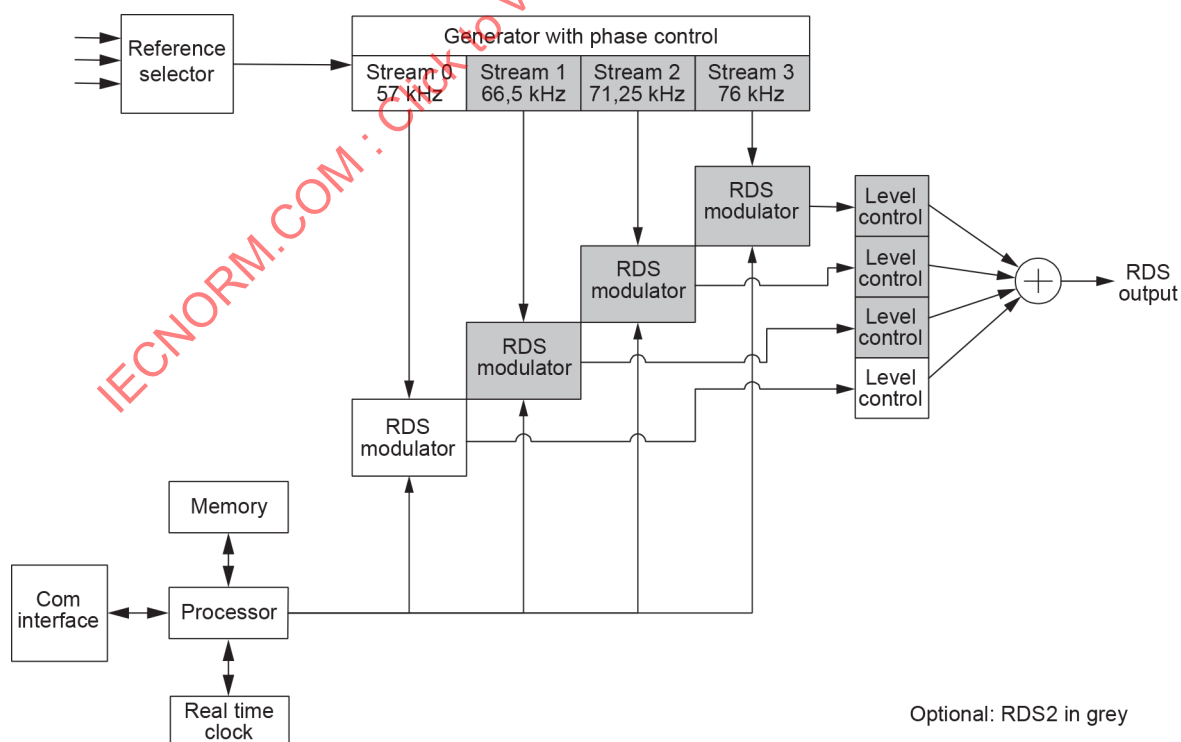 Reference
selector
Generator with phase control
Stream 0
57 kHz
Stream 1
66,5 kHz
Stream 2
71,25 kHz
Stream 3
76 kHz
IECNORM.COM : Click to v
RDS
modulator
Level
control
RDS
modulator
Level
control
RDS
output
RDS
modulator
Level
control
RDS
modulator
Level
control
Memory
Com
interface
Processor
Real time
clock
Optional: RDS2 in grey